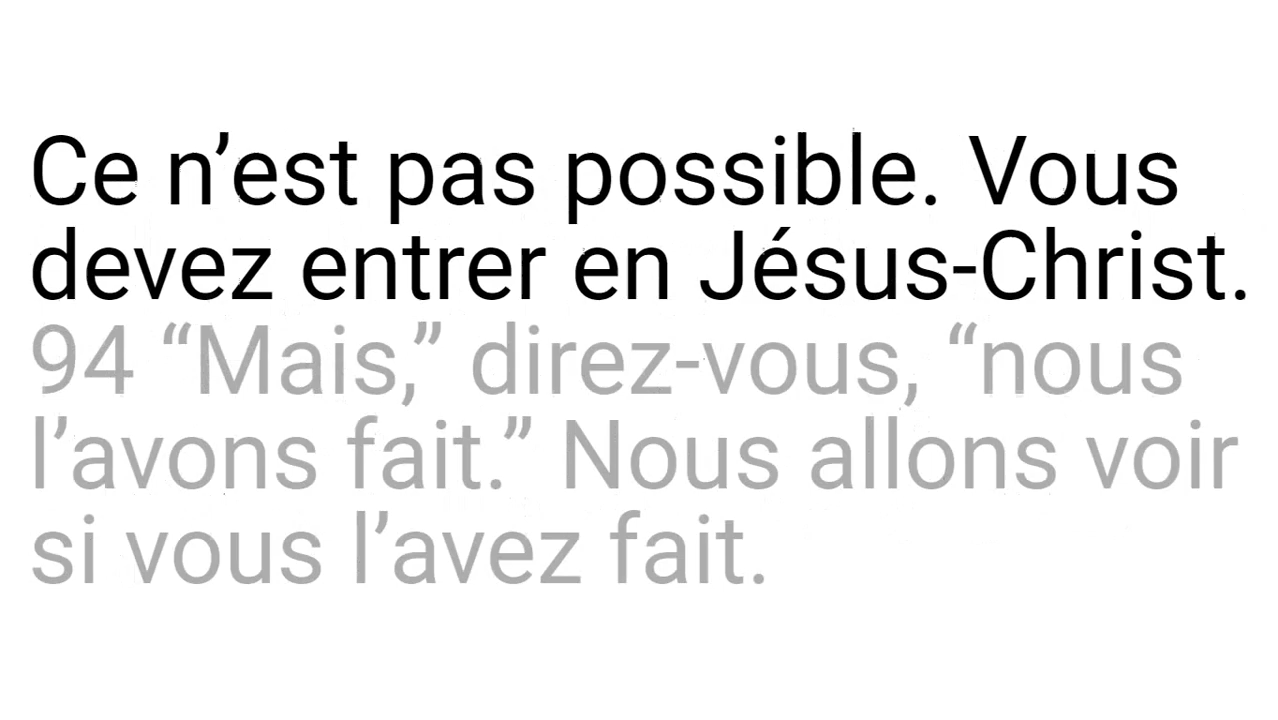 Ce n’est pas possible. Vous
devez entrer en Jésus-Christ.
94 “Mais,” direz-vous, “nous
l’avons fait.” Nous allons voir
si vous l’avez fait.